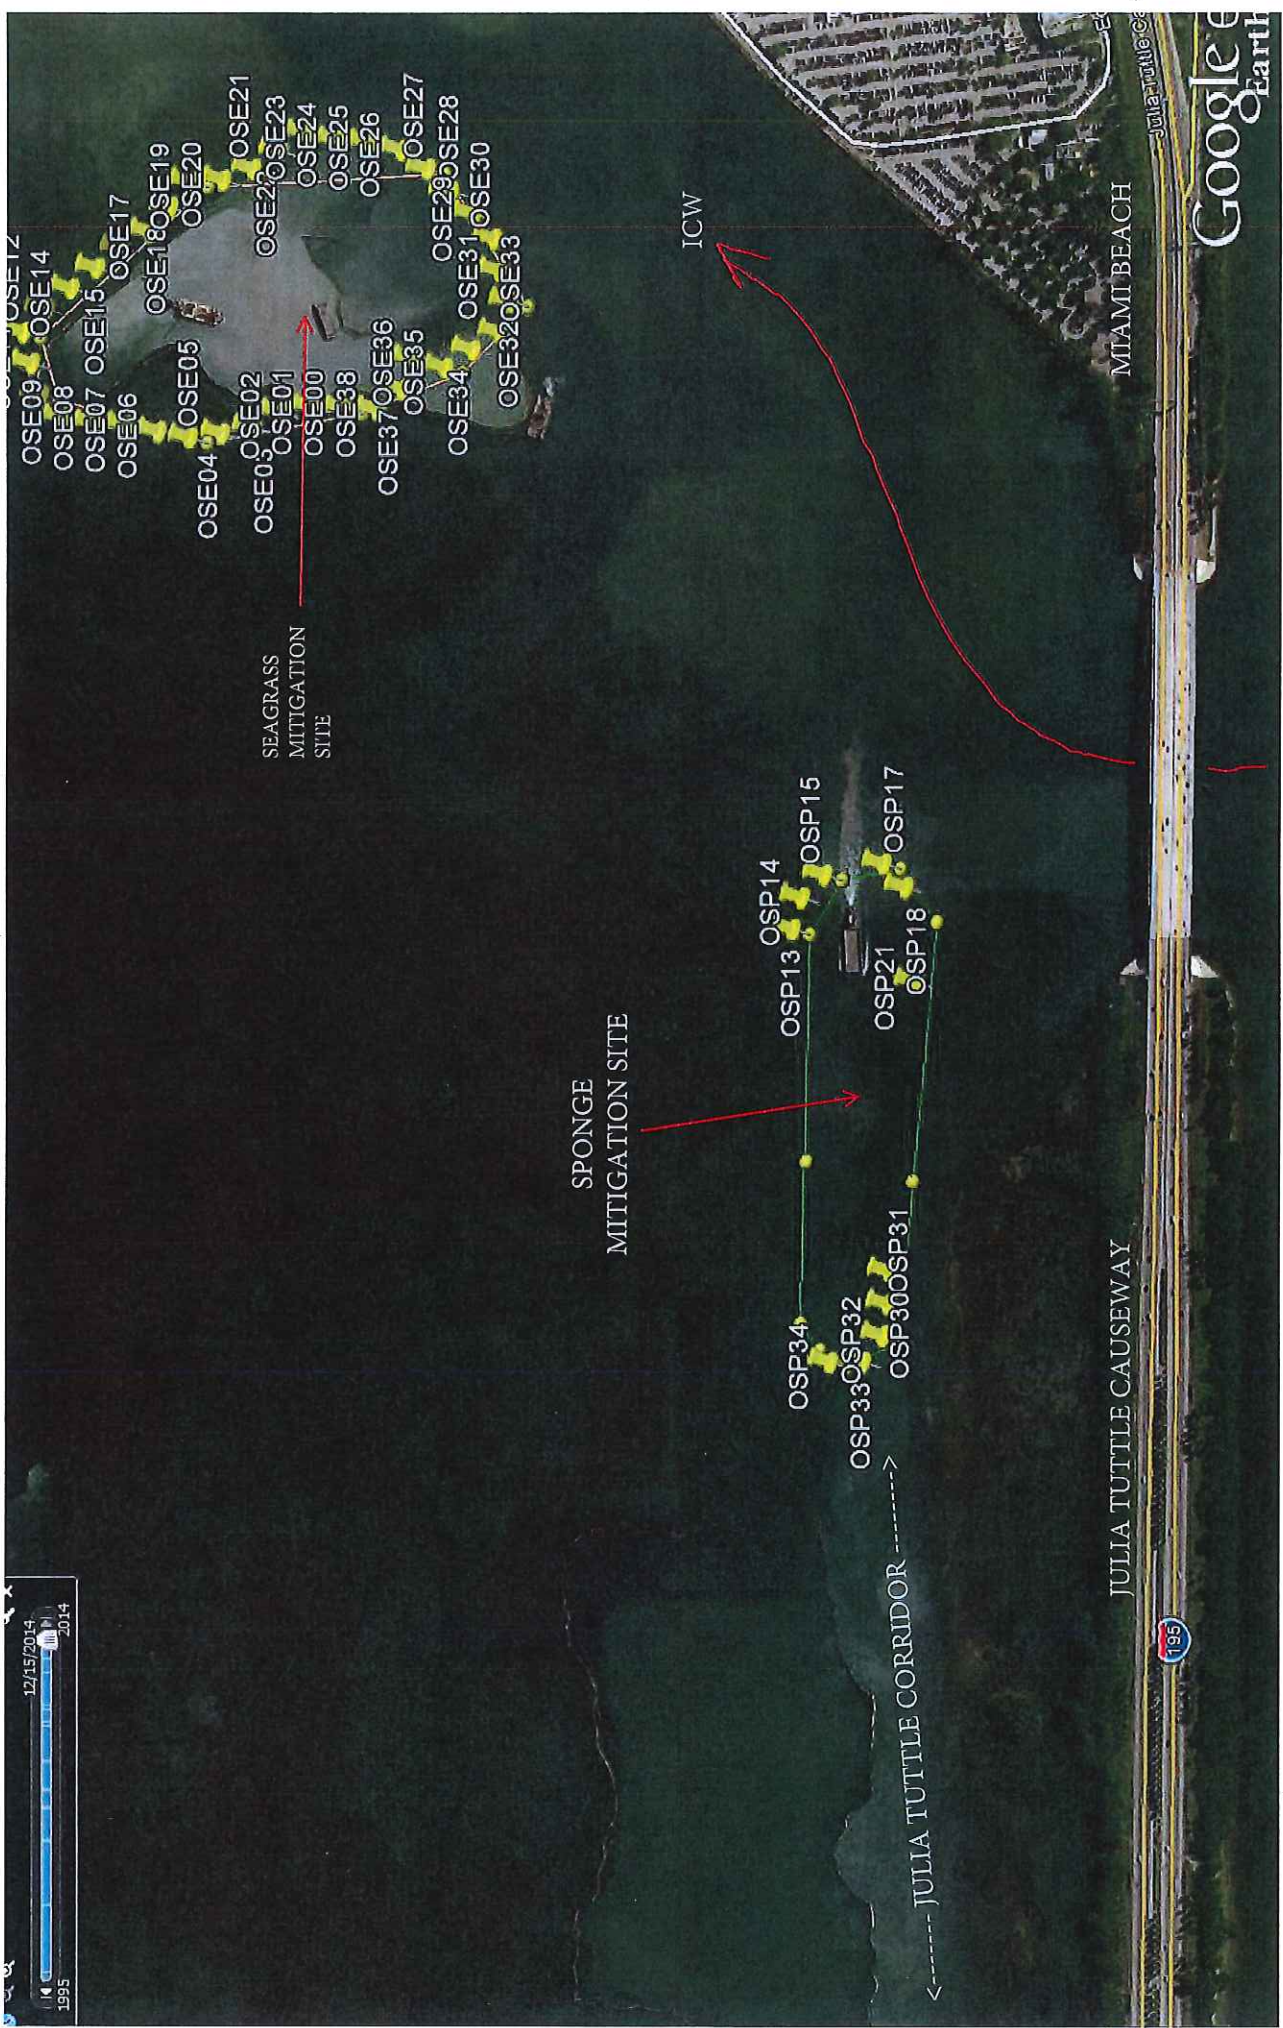 12/15/2014
1995
2014
OSE14
OSE09
OSE08
OSE07
OSE06
OSE15
OSE17
OSE18
OSE19
OSE20
OSE21
OSE22
OSE23
OSE24
OSE25
OSE26
OSE27
OSE28
OSE29
OSE30
OSE31
OSE32
OSE33
OSE34
OSE35
OSE36
OSE37
OSE38
OSE00
OSE01
OSE02
OSE03
OSE04
OSE05
SEAGRASS
MITIGATION
SITE
ICW
SPONGE
MITIGATION SITE
OSP13
OSP14
OSP15
OSP17
OSP18
OSP21
OSP30
OSP31
OSP32
OSP33
OSP34
<------ JULIA TUTTLE CORRIDOR ------->
JULIA TUTTLE CAUSEWAY
195
MIAMI BEACH
Julia Tuttle
Google
Earth